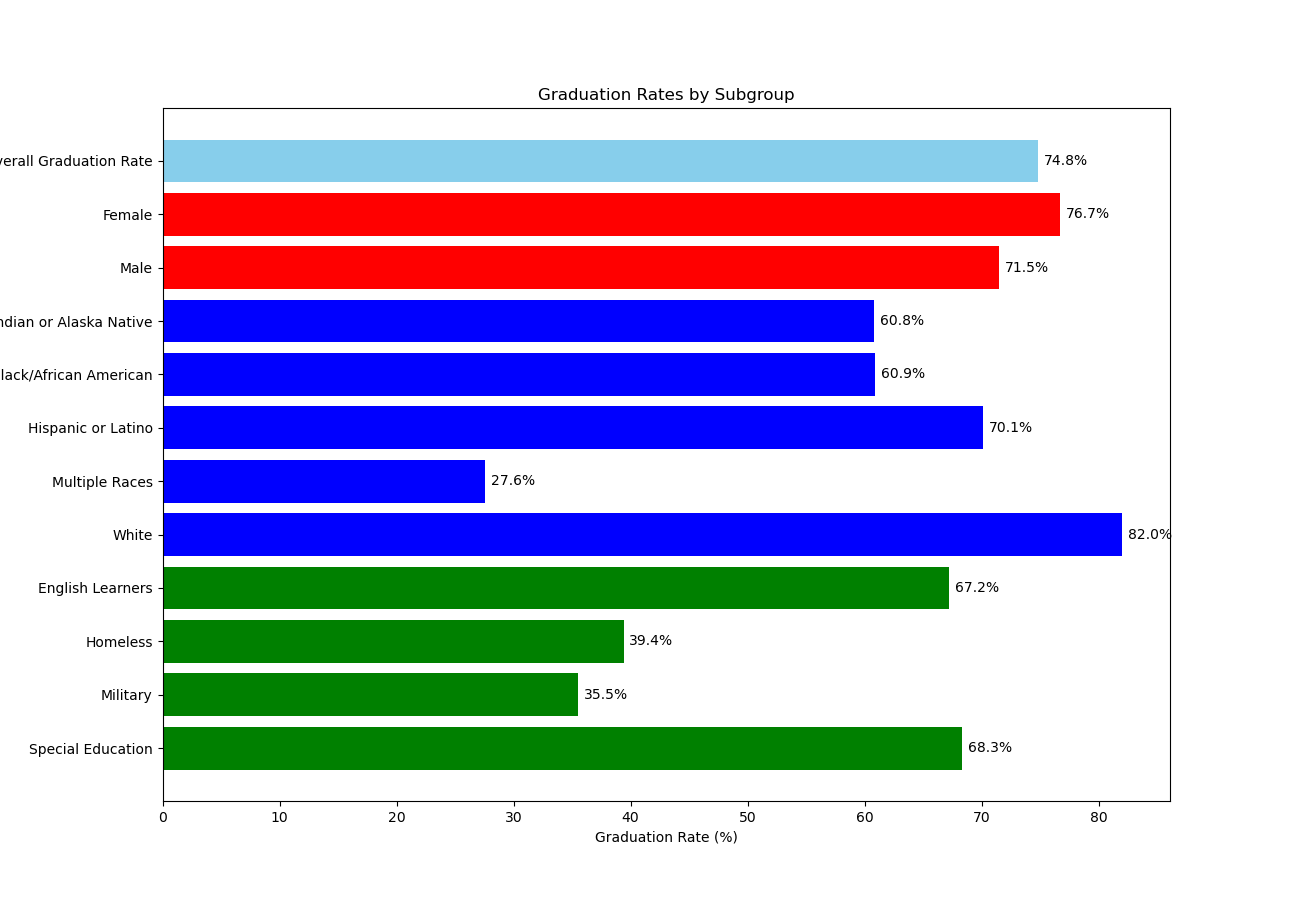 Graduation Rates by Subgroup
verall Graduation Rate 74.8%
Female 76.7%
Male 71.5%
ndian or Alaska Native 60.8%
lack/African American 60.9%
Hispanic or Latino 70.1%
Multiple Races 27.6%
White 82.0%
English Learners 67.2%
Homeless 39.4%
Military 35.5%
Special Education 68.3%
0 10 20 30 40 50 60 70 80
Graduation Rate (%)